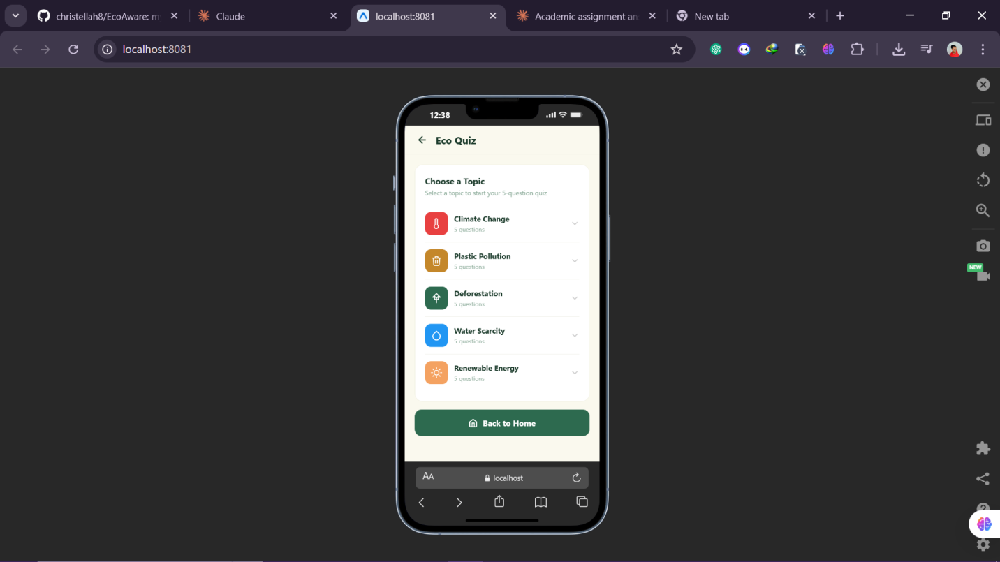 christellah8/EcoAware: m
Claude
localhost:8081
Academic assignment an
New tab
localhost:8081
12:38
Eco Quiz
Choose a Topic
Select a topic to start your 5-question quiz
Climate Change
5 questions
Plastic Pollution
5 questions
Deforestation
5 questions
Water Scarcity
5 questions
Renewable Energy
5 questions
Back to Home
AA
localhost
NEW